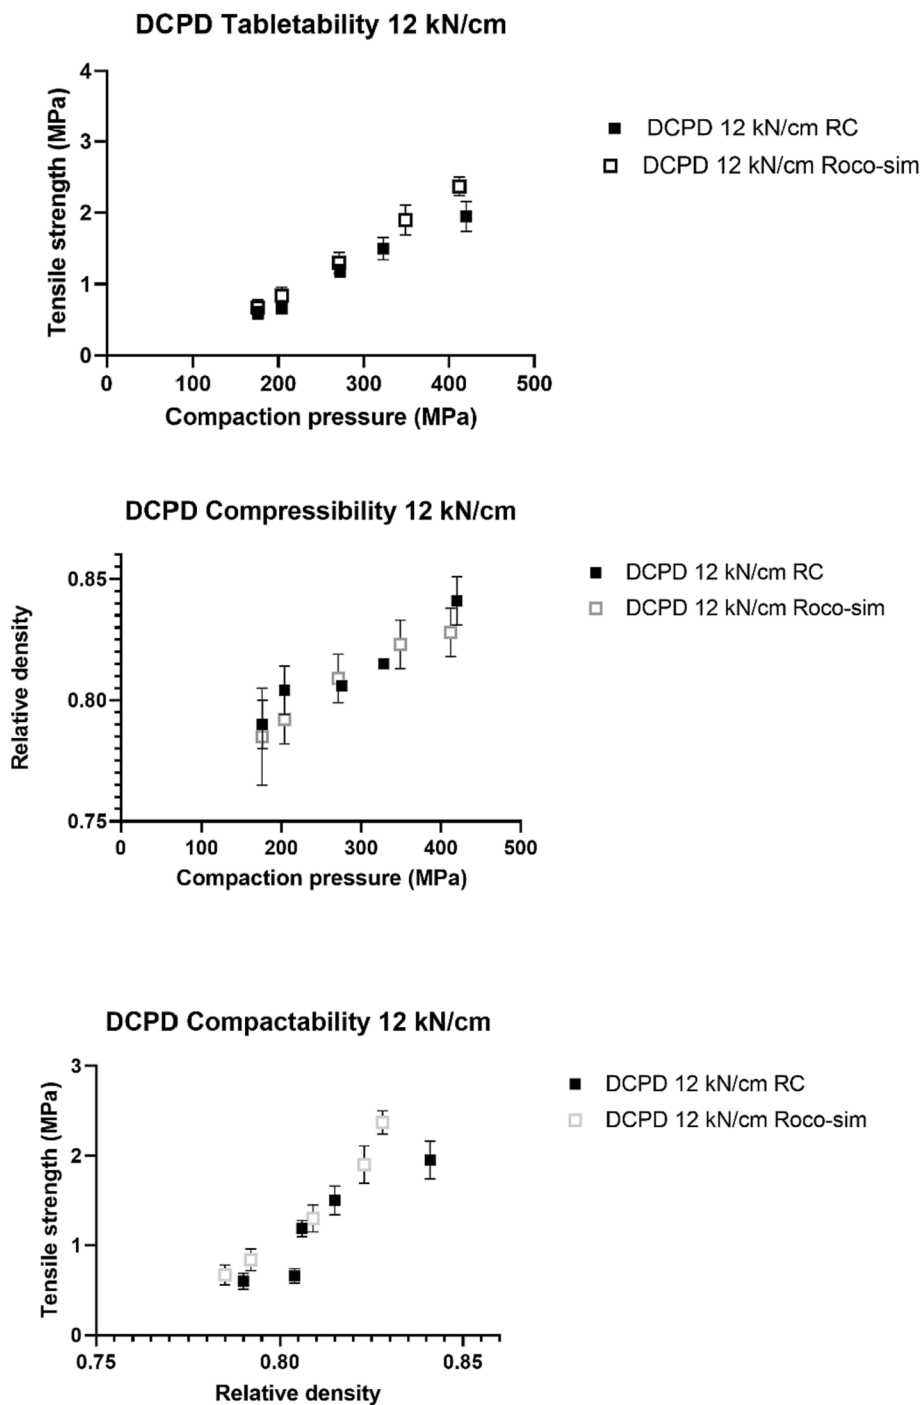 DCPD Tabletability 12 kN/cm
Tensile strength (MPa)
4
3
2
1
0
0 100 200 300 400 500
Compaction pressure (MPa)
DCPD 12 kN/cm RC
DCPD 12 kN/cm Roco-sim
DCPD Compressibility 12 kN/cm
Relative density
0.85
0.80
0.75
0 100 200 300 400 500
Compaction pressure (MPa)
DCPD 12 kN/cm RC
DCPD 12 kN/cm Roco-sim
DCPD Compactability 12 kN/cm
Tensile strength (MPa)
3
2
1
0
0.75 0.80 0.85
Relative density
DCPD 12 kN/cm RC
DCPD 12 kN/cm Roco-sim